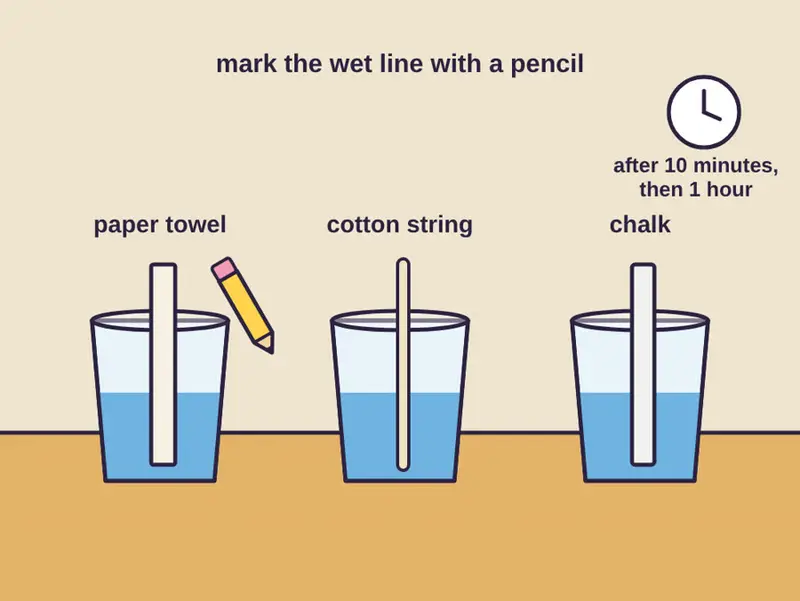 mark the wet line with a pencil
after 10 minutes,
then 1 hour
paper towel
cotton string
chalk